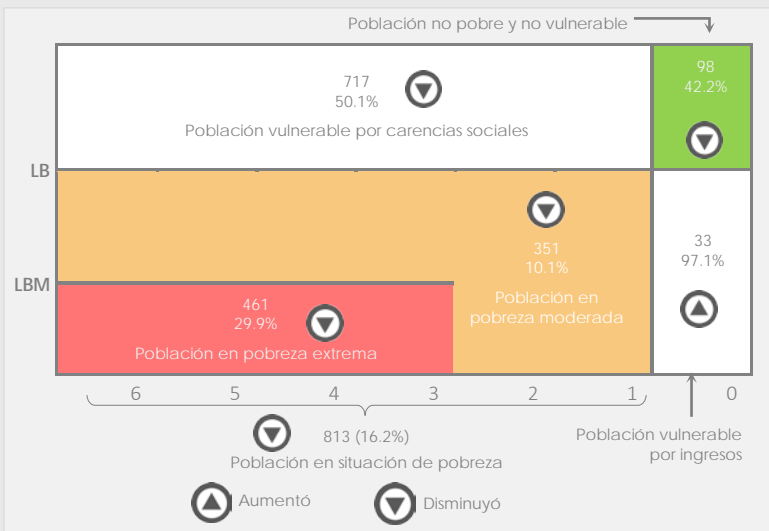 Población no pobre y no vulnerable
717
50.1%
Población vulnerable por carencias sociales
98
42.2%
LB
351
10.1%
Población en
pobreza moderada
33
97.1%
LBM
461
29.9%
Población en pobreza extrema
6 5 4 3 2 1 0
813 (16.2%)
Población en situación de pobreza
Población vulnerable
por ingresos
Aumentó
Disminuyó